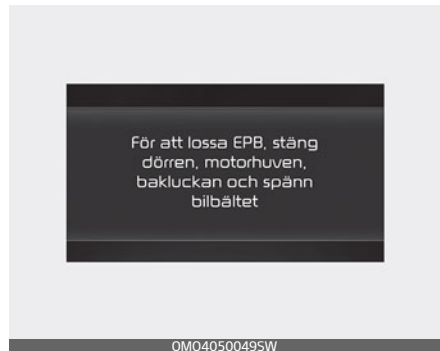 För att lossa EPB, stäng
dörren, motorhuven,
bakluckan och spänn
bilbältet
OMO4050049SW